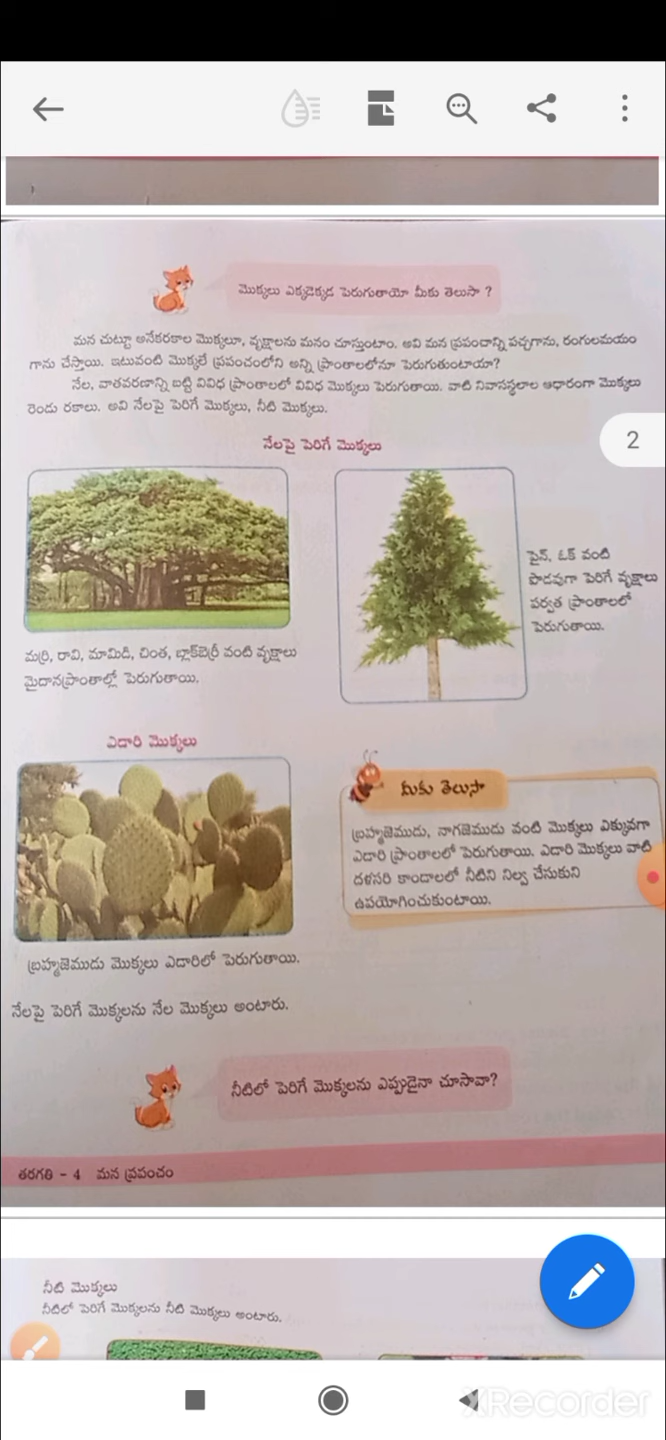 మొక్కలు ఎక్కడెక్కడ పెరుగుతాయో మీకు తెలుసా ?
మన చుట్టూ అనేకరకాల మొక్కలూ, వృక్షాలను మనం చూస్తుంటాం. అవి మన ప్రపంచాన్ని పచ్చగాను, రంగులమయం
గాను చేస్తాయి. ఇటువంటి మొక్కలే ప్రపంచంలోని అన్ని ప్రాంతాలలోనూ పెరుగుతుంటాయా?
నేల, వాతవరణాన్ని బట్టి వివిధ ప్రాంతాలలో వివిధ మొక్కలు పెరుగుతాయి. వాటి నివాసస్థలాల ఆధారంగా మొక్కలు
రెండు రకాలు. అవి నేలపై పెరిగే మొక్కలు, నీటి మొక్కలు.
2
నేలపై పెరిగే మొక్కలు
పైన్, ఓక్ వంటి
పొడవుగా పెరిగే వృక్షాలు
పర్వత ప్రాంతాలలో
పెరుగుతాయి.
మర్రి, రావి, మామిడి, చింత, బ్లాక్‌బెర్రీ వంటి వృక్షాలు
మైదానప్రాంతాల్లో పెరుగుతాయి.
ఎడారి మొక్కలు
మీకు తెలుసా
బ్రహ్మజెముడు, నాగజెముడు వంటి మొక్కలు ఎక్కువగా
ఎడారి ప్రాంతాలలో పెరుగుతాయి. ఎడారి మొక్కలు వాటి
దళసరి కాండాలలో నీటిని నిల్వ చేసుకుని
ఉపయోగించుకుంటాయి.
బ్రహ్మజెముడు మొక్కలు ఎడారిలో పెరుగుతాయి.
నేలపై పెరిగే మొక్కలను నేల మొక్కలు అంటారు.
నీటిలో పెరిగే మొక్కలను ఎప్పుడైనా చూసావా?
తరగతి - 4 మన ప్రపంచం
నీటి మొక్కలు
నీటిలో పెరిగే మొక్కలను నీటి మొక్కలు అంటారు.
XRecorder